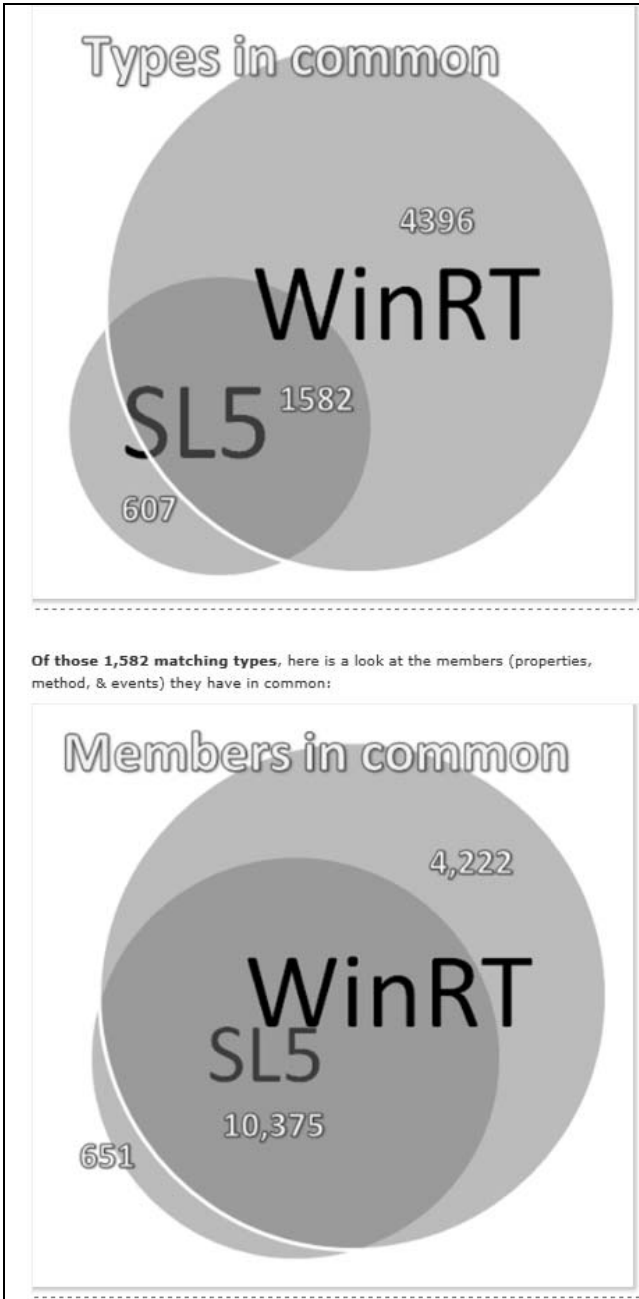 Types in common
4396
WinRT
SL5 1582
607
Of those 1,582 matching types, here is a look at the members (properties,
method, & events) they have in common:
Members in common
4,222
WinRT
SL5
10,375
651